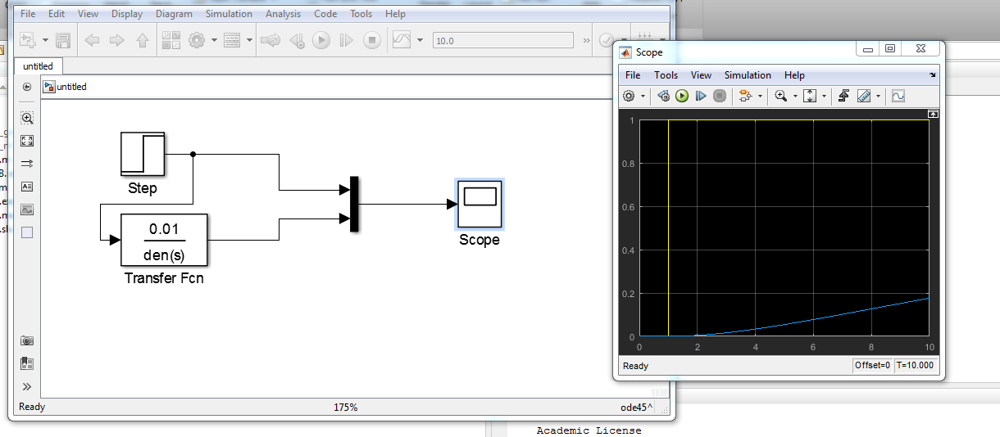 File Edit View Display Diagram Simulation Analysis Code Tools Help
10.0
»
untitled
untitled
Step
0.01
den(s)
Transfer Fcn
Scope
Ready 175% ode45^
Scope
File Tools View Simulation Help
1
0.8
0.6
0.4
0.2
0
0 2 4 6 8 10
Ready Offset=0 T=10.000
Academic License